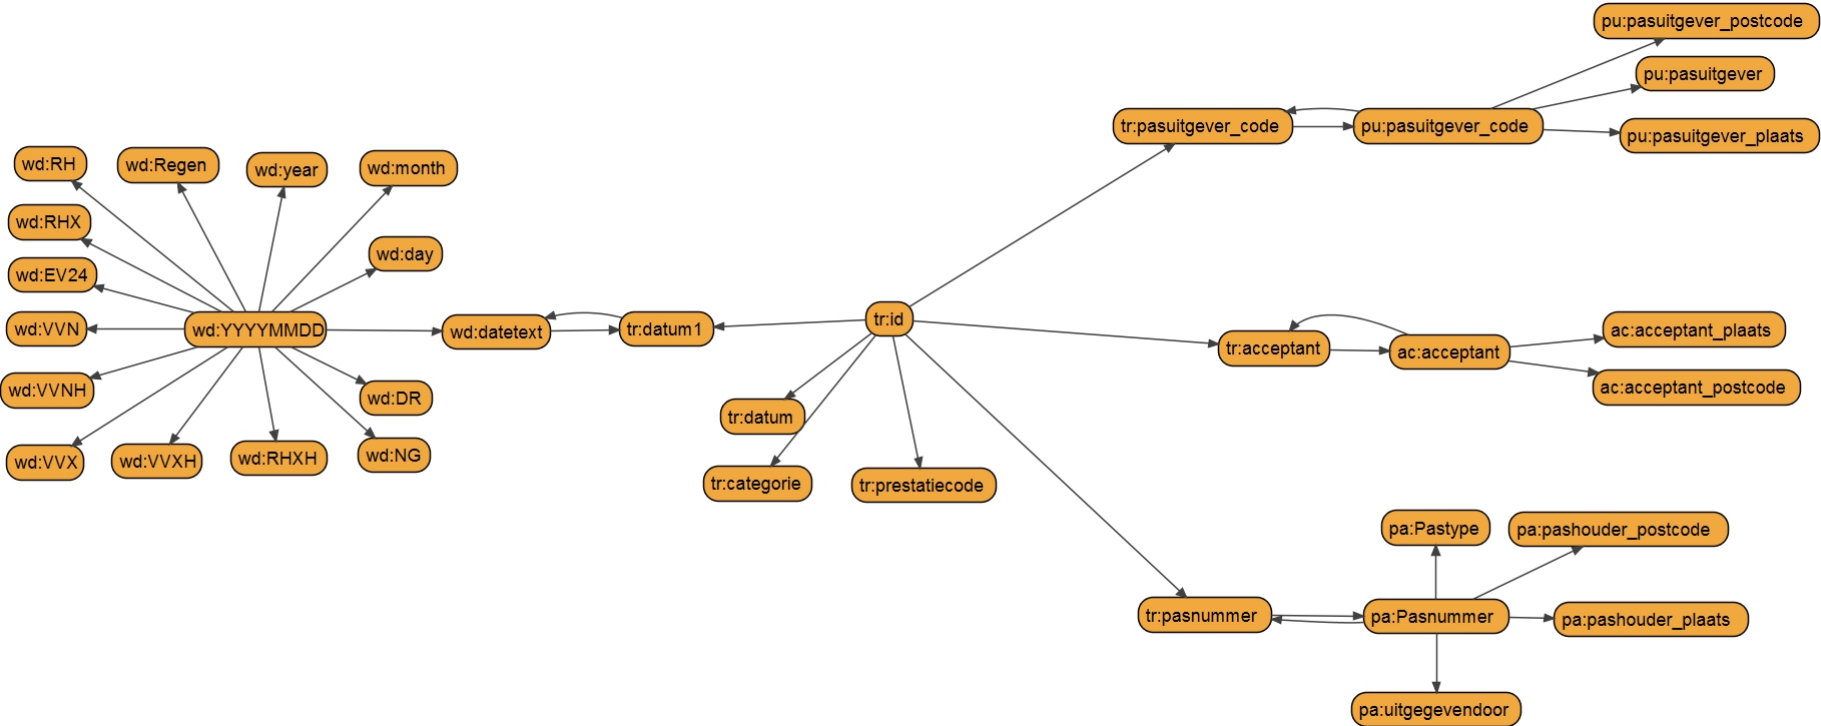 pu:pasuitgever_postcode
pu:pasuitgever
tr:pasuitgever_code
pu:pasuitgever_code
pu:pasuitgever_plaats
wd:RH
wd:Regen
wd:year
wd:month
wd:RHX
wd:day
wd:EV24
wd:VVN
wd:YYYYMMDD
wd:datetext
tr:datum1
tr:id
tr:acceptant
ac:acceptant
ac:acceptant_plaats
ac:acceptant_postcode
wd:VVNH
wd:DR
tr:datum
wd:VVX
wd:VVXH
wd:RHXH
wd:NG
tr:categorie
tr:prestatiecode
pa:Pastype
pa:pashouder_postcode
tr:pasnummer
pa:Pasnummer
pa:pashouder_plaats
pa:uitgegevendoor